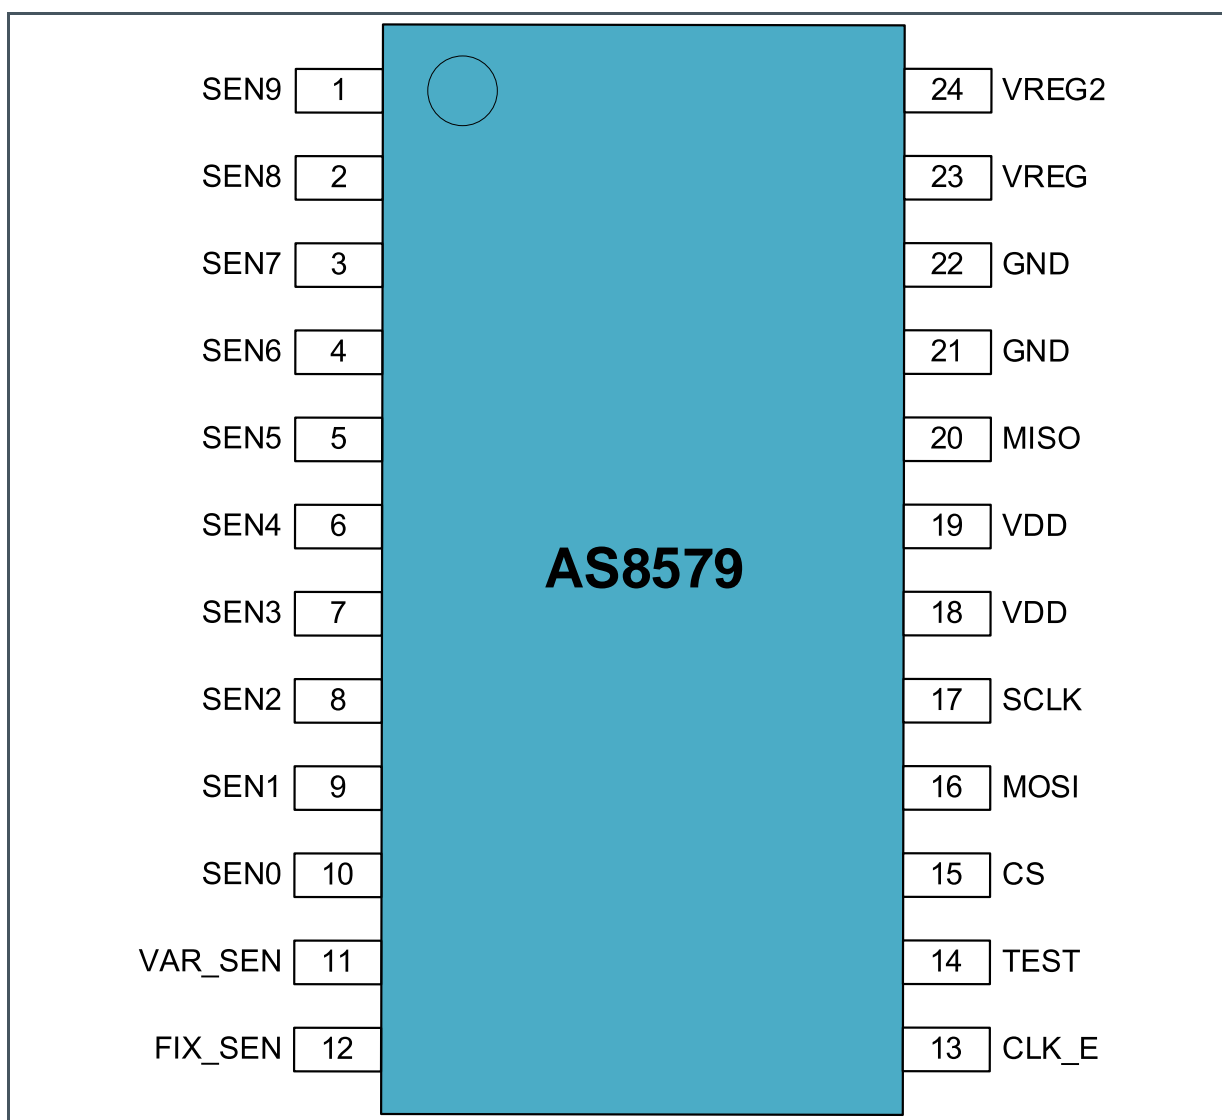 SEN9 1 24 VREG2
SEN8 2 23 VREG
SEN7 3 22 GND
SEN6 4 21 GND
SEN5 5 20 MISO
SEN4 6 19 VDD
AS8579
SEN3 7 18 VDD
SEN2 8 17 SCLK
SEN1 9 16 MOSI
SEN0 10 15 CS
VAR_SEN 11 14 TEST
FIX_SEN 12 13 CLK_E